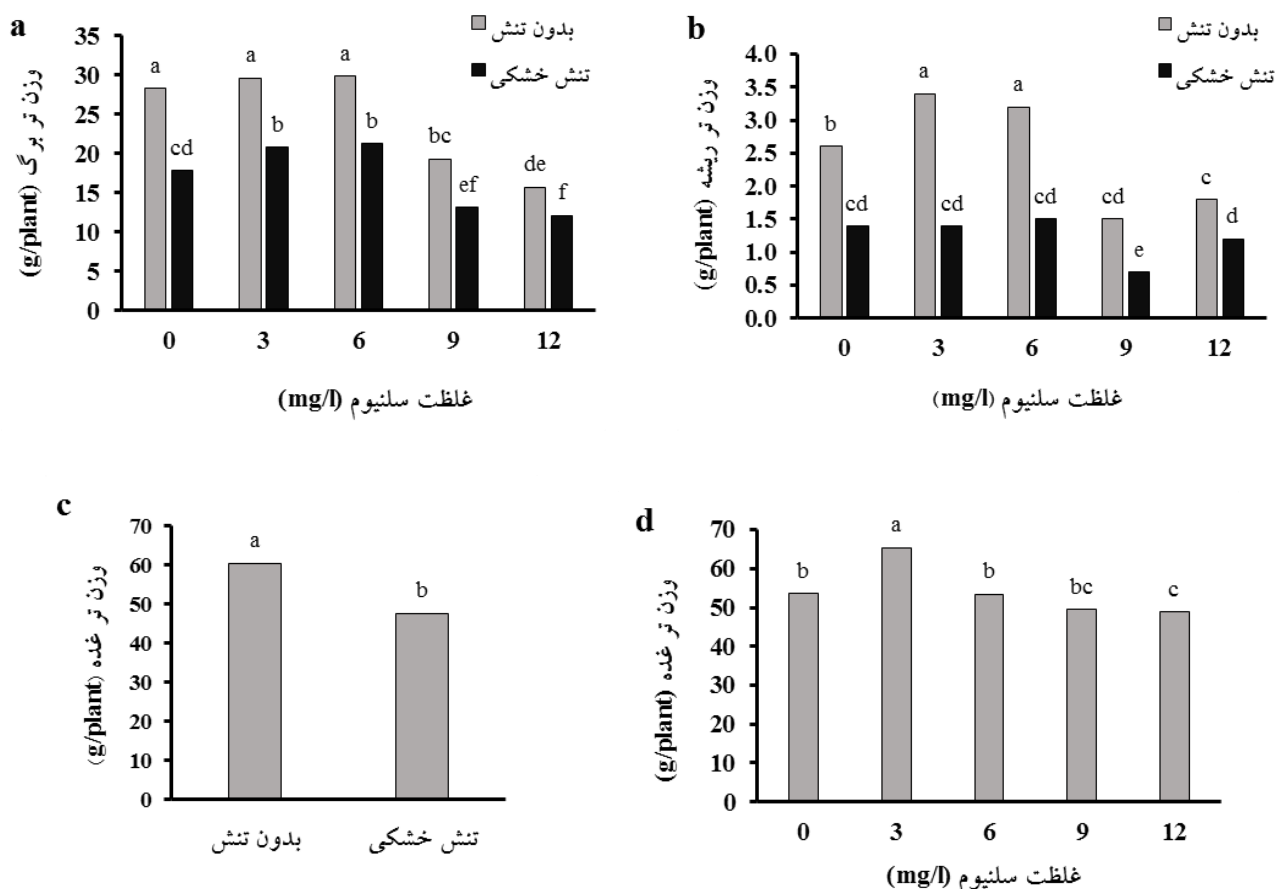 a
بدون تنش
تنش خشکی
وزن تر برگ (g/plant)
35
30
25
20
15
10
5
0
a
cd
a
b
a
b
bc
ef
de
f
0 3 6 9 12
غلظت سلنیوم (mg/l)
b
بدون تنش
تنش خشکی
وزن تر ریشه (g/plant)
4.0
3.5
3.0
2.5
2.0
1.5
1.0
0.5
0.0
b
cd
a
cd
a
cd
cd
e
c
d
0 3 6 9 12
غلظت سلنیوم (mg/l)
c
وزن تر غده (g/plant)
70
60
50
40
30
20
10
0
a
b
بدون تنش
تنش خشکی
d
وزن تر غده (g/plant)
70
60
50
40
30
20
10
0
b
a
b
bc
c
0 3 6 9 12
غلظت سلنیوم (mg/l)